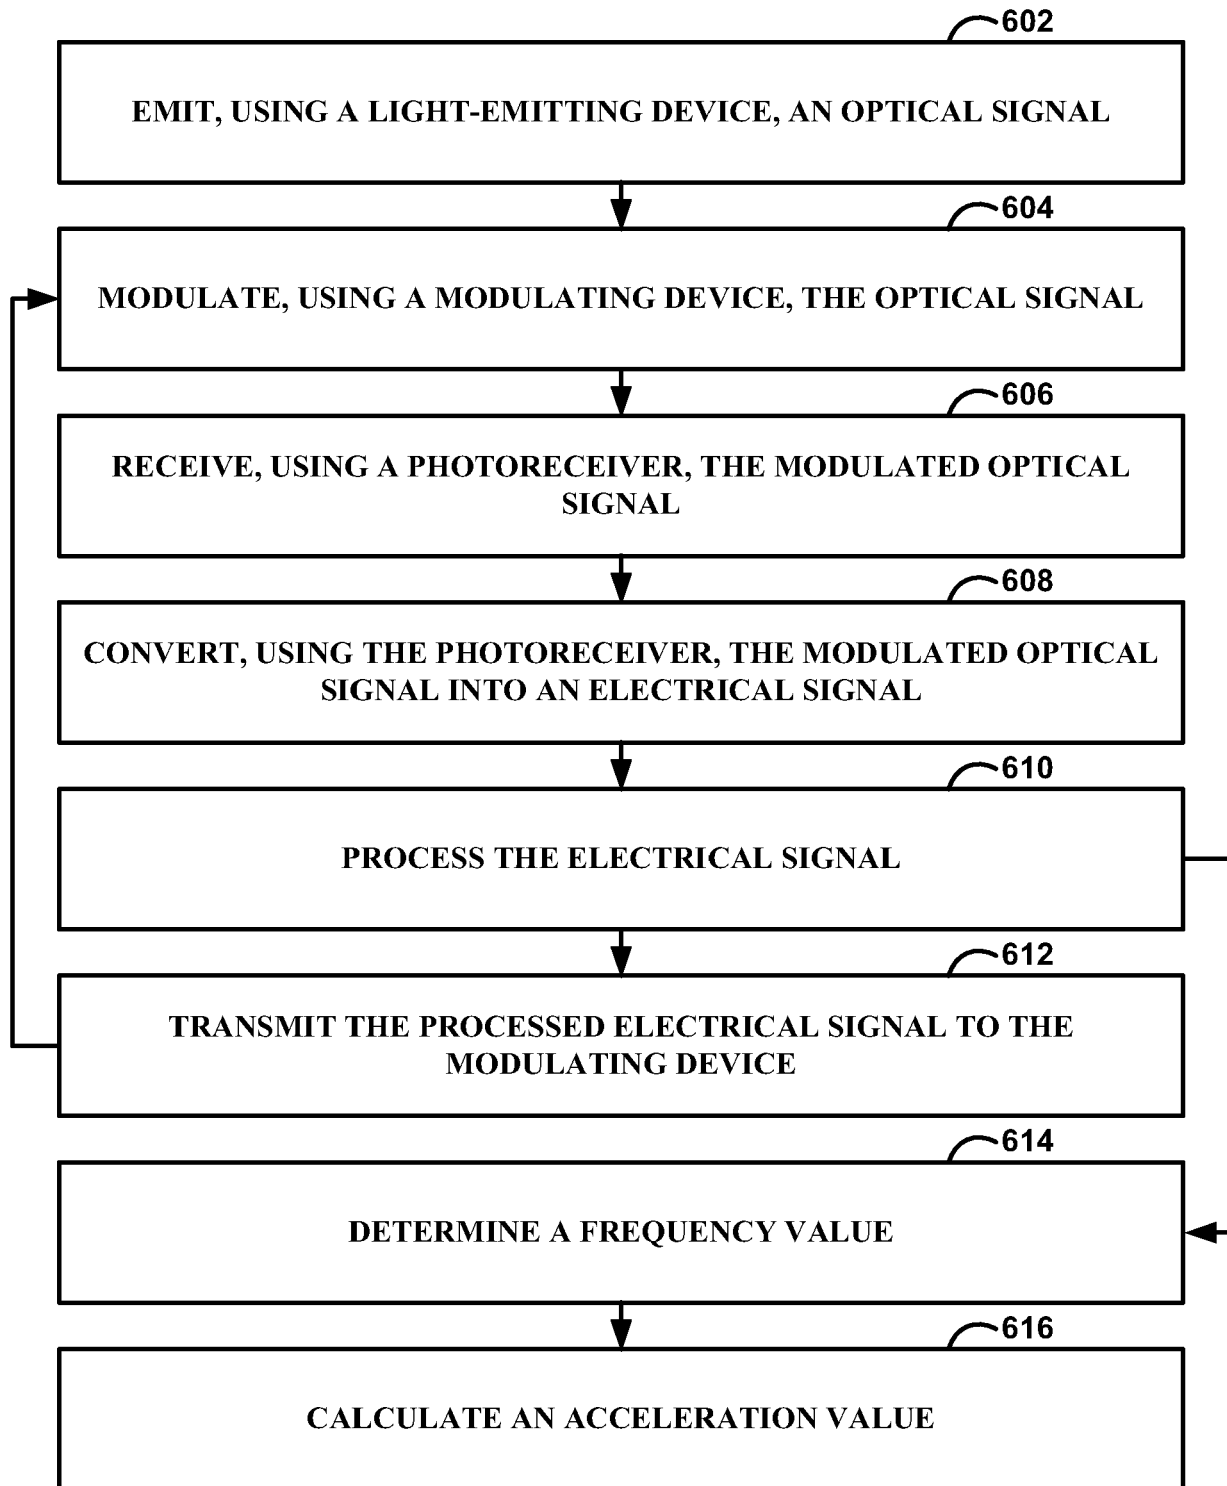 602
EMIT, USING A LIGHT-EMITTING DEVICE, AN OPTICAL SIGNAL
604
MODULATE, USING A MODULATING DEVICE, THE OPTICAL SIGNAL
606
RECEIVE, USING A PHOTORECEIVER, THE MODULATED OPTICAL
SIGNAL
608
CONVERT, USING THE PHOTORECEIVER, THE MODULATED OPTICAL
SIGNAL INTO AN ELECTRICAL SIGNAL
610
PROCESS THE ELECTRICAL SIGNAL
612
TRANSMIT THE PROCESSED ELECTRICAL SIGNAL TO THE
MODULATING DEVICE
614
DETERMINE A FREQUENCY VALUE
616
CALCULATE AN ACCELERATION VALUE